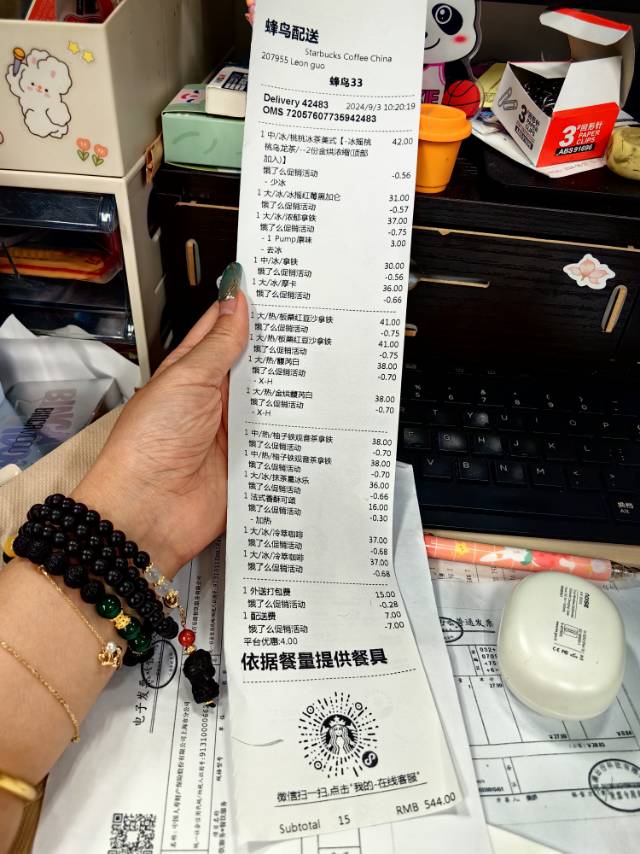 蜂鸟配送
Starbucks Coffee China
207955 Leon guo
蜂鸟33
Delivery 42483 2024/9/3 10:20:19
OMS 72057607735942483
1 中/冰/桃桃冰茶美式【-冰摇桃 42.00
桃乌龙茶/-2份金烘浓缩(顶部
加入)】
饿了么促销活动 -0.56
- 少冰
1 大/冰/冰摇红莓黑加仑 31.00
饿了么促销活动 -0.57
1 大/冰/浓郁拿铁 37.00
饿了么促销活动 -0.75
- 1 Pump原味 3.00
- 去冰
1 中/冰/拿铁 30.00
饿了么促销活动 -0.56
1 大/冰/摩卡 36.00
饿了么促销活动 -0.66
1 大/热/板栗红豆沙拿铁 41.00
饿了么促销活动 -0.75
1 大/热/板栗红豆沙拿铁 41.00
饿了么促销活动 -0.75
1 大/热/馥芮白 38.00
饿了么促销活动 -0.70
- X-H
1 大/热/金烘馥芮白 38.00
饿了么促销活动 -0.70
- X-H
1 中/热/柚子铁观音茶拿铁 38.00
饿了么促销活动 -0.70
1 中/热/柚子铁观音茶拿铁 38.00
饿了么促销活动 -0.70
1 大/冰/抹茶星冰乐 36.00
饿了么促销活动 -0.66
1 法式香酥可颂 16.00
饿了么促销活动 -0.30
- 加热
1 大/冰/冷萃咖啡 37.00
饿了么促销活动 -0.68
1 大/冰/冷萃咖啡 37.00
饿了么促销活动 -0.68
1 外送打包费 15.00
饿了么促销活动 -0.28
1 配送费 7.00
饿了么促销活动 -7.00
平台优惠:4.00
依据餐量提供餐具
微信扫一扫,点击"我的-在线客服"
Subtotal 15 RMB 544.00
3#回形针
PAPER
CLIPS
ABS 91696
电子发